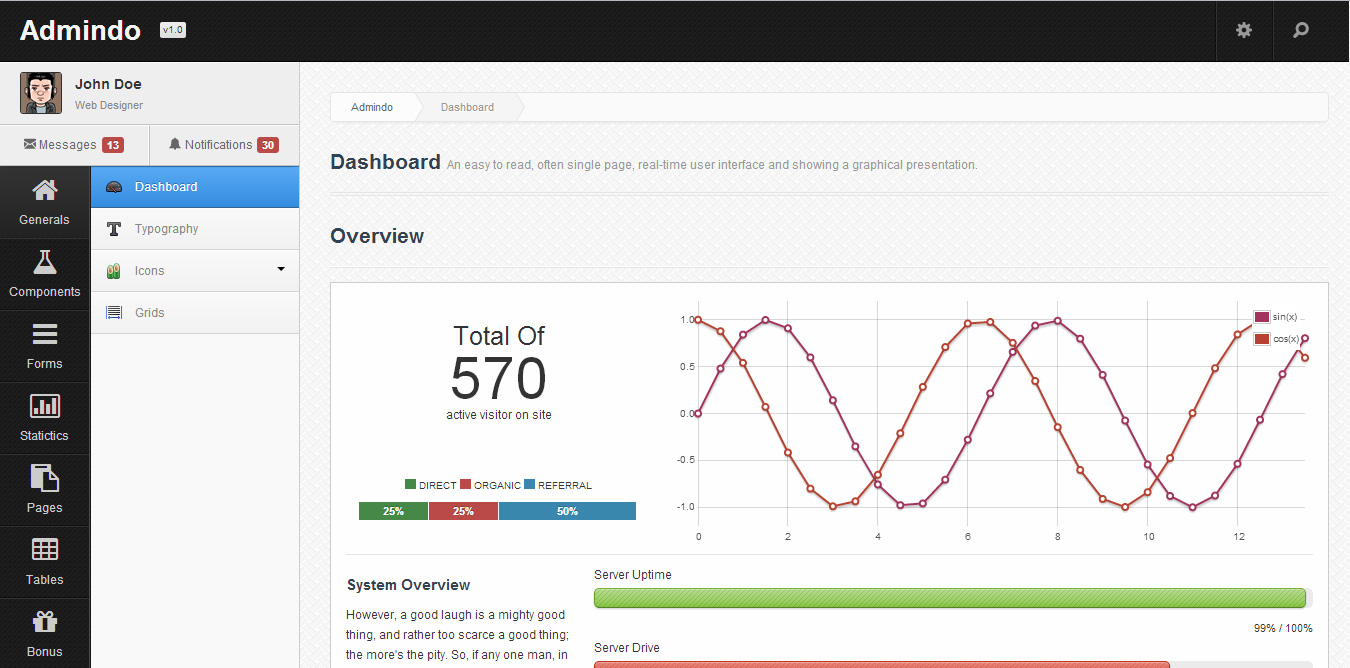 Admindo v1.0
John Doe
Web Designer
Messages 13 Notifications 30
Generals
Components
Forms
Statictics
Pages
Tables
Bonus
Dashboard
Typography
Icons
Grids
Admindo Dashboard
Dashboard An easy to read, often single page, real-time user interface and showing a graphical presentation.
Overview
Total Of
570
active visitor on site
DIRECT ORGANIC REFERRAL
25% 25% 50%
1.0
0.5
0.0
-0.5
-1.0
0 2 4 6 8 10 12
sin(x)
cos(x)
System Overview
However, a good laugh is a mighty good
thing, and rather too scarce a good thing;
the more's the pity. So, if any one man, in
Server Uptime
99% / 100%
Server Drive